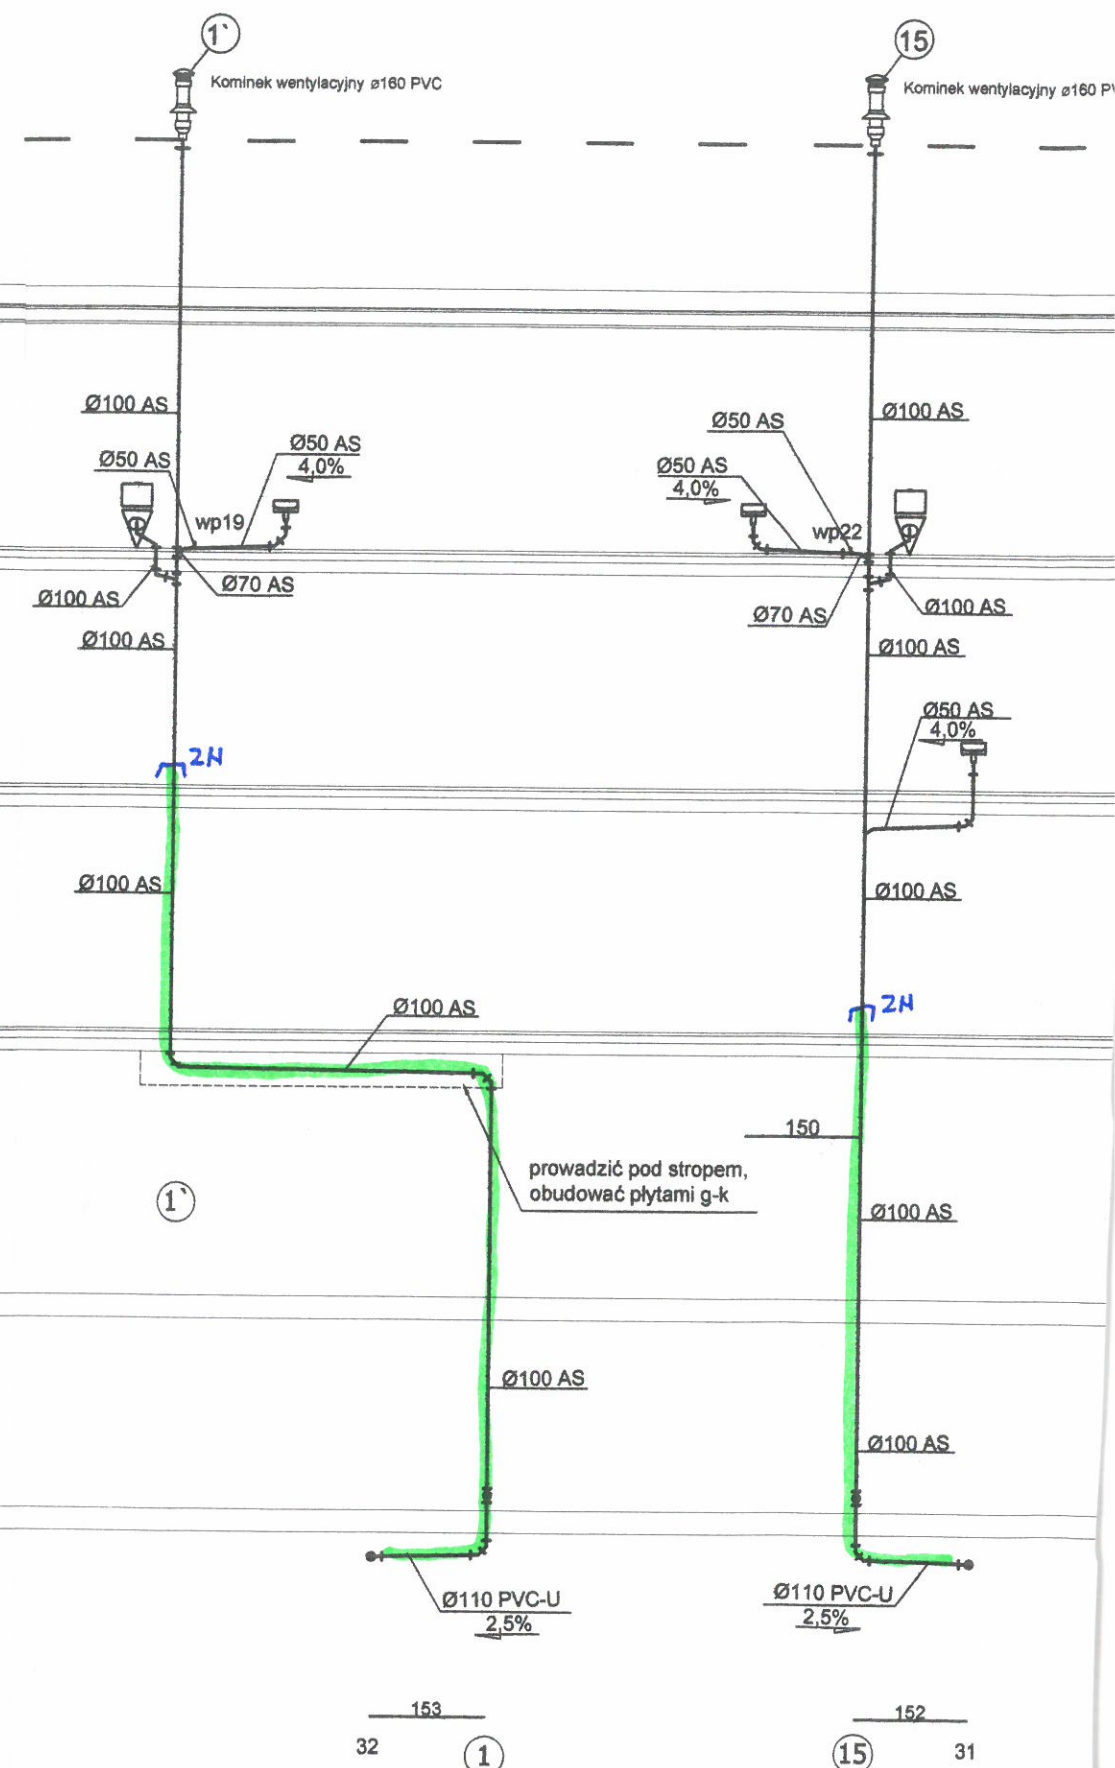 1`
15
Kominek wentylacyjny ø160 PVC
Kominek wentylacyjny ø160 PV
Ø100 AS
Ø100 AS
Ø50 AS
Ø50 AS
4,0%
Ø50 AS
Ø50 AS
4,0%
wp19
wp22
Ø70 AS
Ø100 AS
Ø100 AS
Ø70 AS
Ø100 AS
Ø100 AS
Ø100 AS
Ø50 AS
4,0%
2H
Ø100 AS
Ø100 AS
Ø100 AS
2H
150
prowadzić pod stropem,
obudować płytami g-k
1`
Ø100 AS
Ø100 AS
Ø100 AS
Ø110 PVC-U
2,5%
Ø110 PVC-U
2,5%
153
152
32
1
15
31